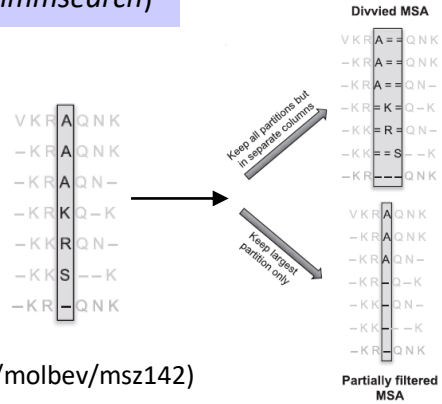 mmsearch)
VKRAQNK
–KRAQNK
–KRAQN–
–KRKQ–K
–KKRQN–
–KKS––K
–KR–QNK
Keep all partitions but
in separate columns
Keep largest
partition only
Divvied MSA
VKRA==QNK
–KRA==QNK
–KRA==QN–
–KR=K=Q–K
–KK=R=QN–
–KK==S––K
–KR–––QNK
VKRAQNK
–KRAQNK
–KRAQN–
–KR–Q–K
–KK–QN–
–KK–––K
–KR–QNK
Partially filtered
MSA
/molbev/msz142)